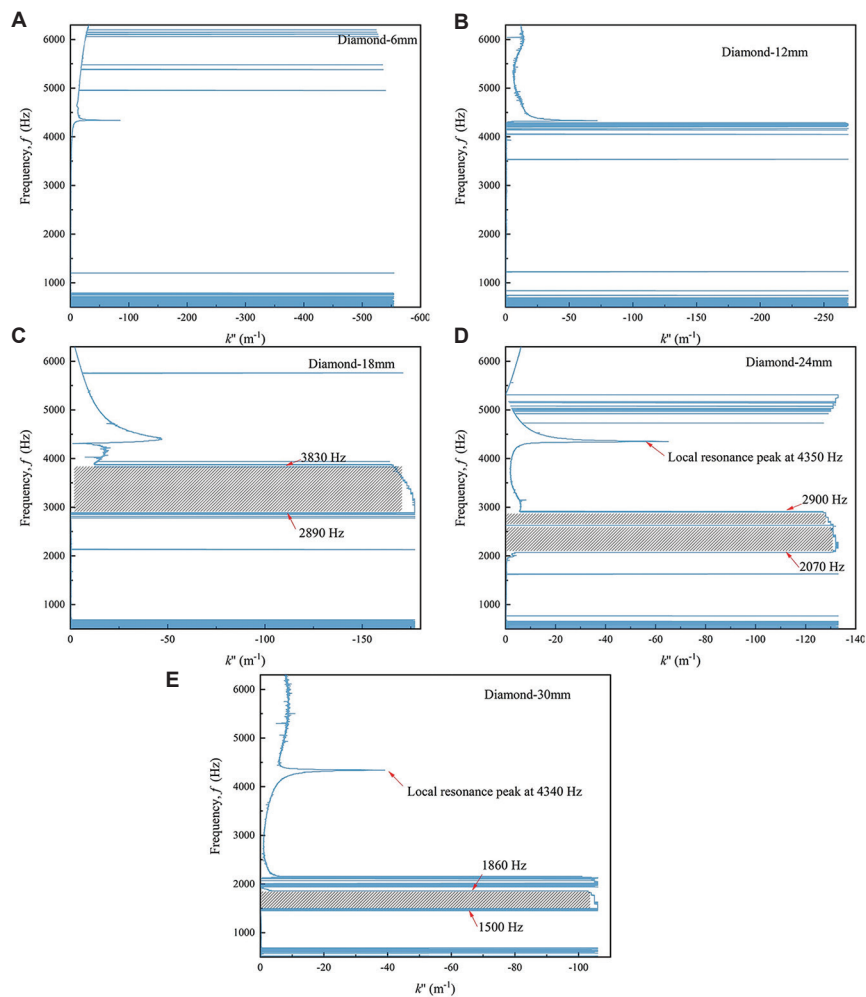 A
Diamond-6mm
6000
5000
4000
3000
2000
1000
Frequency, f (Hz)
0 -100 -200 -300 -400 -500 -600
k'' (m⁻¹)
B
Diamond-12mm
6000
5000
4000
3000
2000
1000
Frequency, f (Hz)
0 -50 -100 -150 -200 -250
k'' (m⁻¹)
C
Diamond-18mm
6000
5000
4000
3000
2000
1000
Frequency, f (Hz)
3830 Hz
2890 Hz
0 -50 -100 -150
k'' (m⁻¹)
D
Diamond-24mm
6000
5000
4000
3000
2000
1000
Frequency, f (Hz)
Local resonance peak at 4350 Hz
2900 Hz
2070 Hz
0 -20 -40 -60 -80 -100 -120 -140
k'' (m⁻¹)
E
Diamond-30mm
6000
5000
4000
3000
2000
1000
Frequency, f (Hz)
Local resonance peak at 4340 Hz
1860 Hz
1500 Hz
0 -20 -40 -60 -80 -100
k'' (m⁻¹)